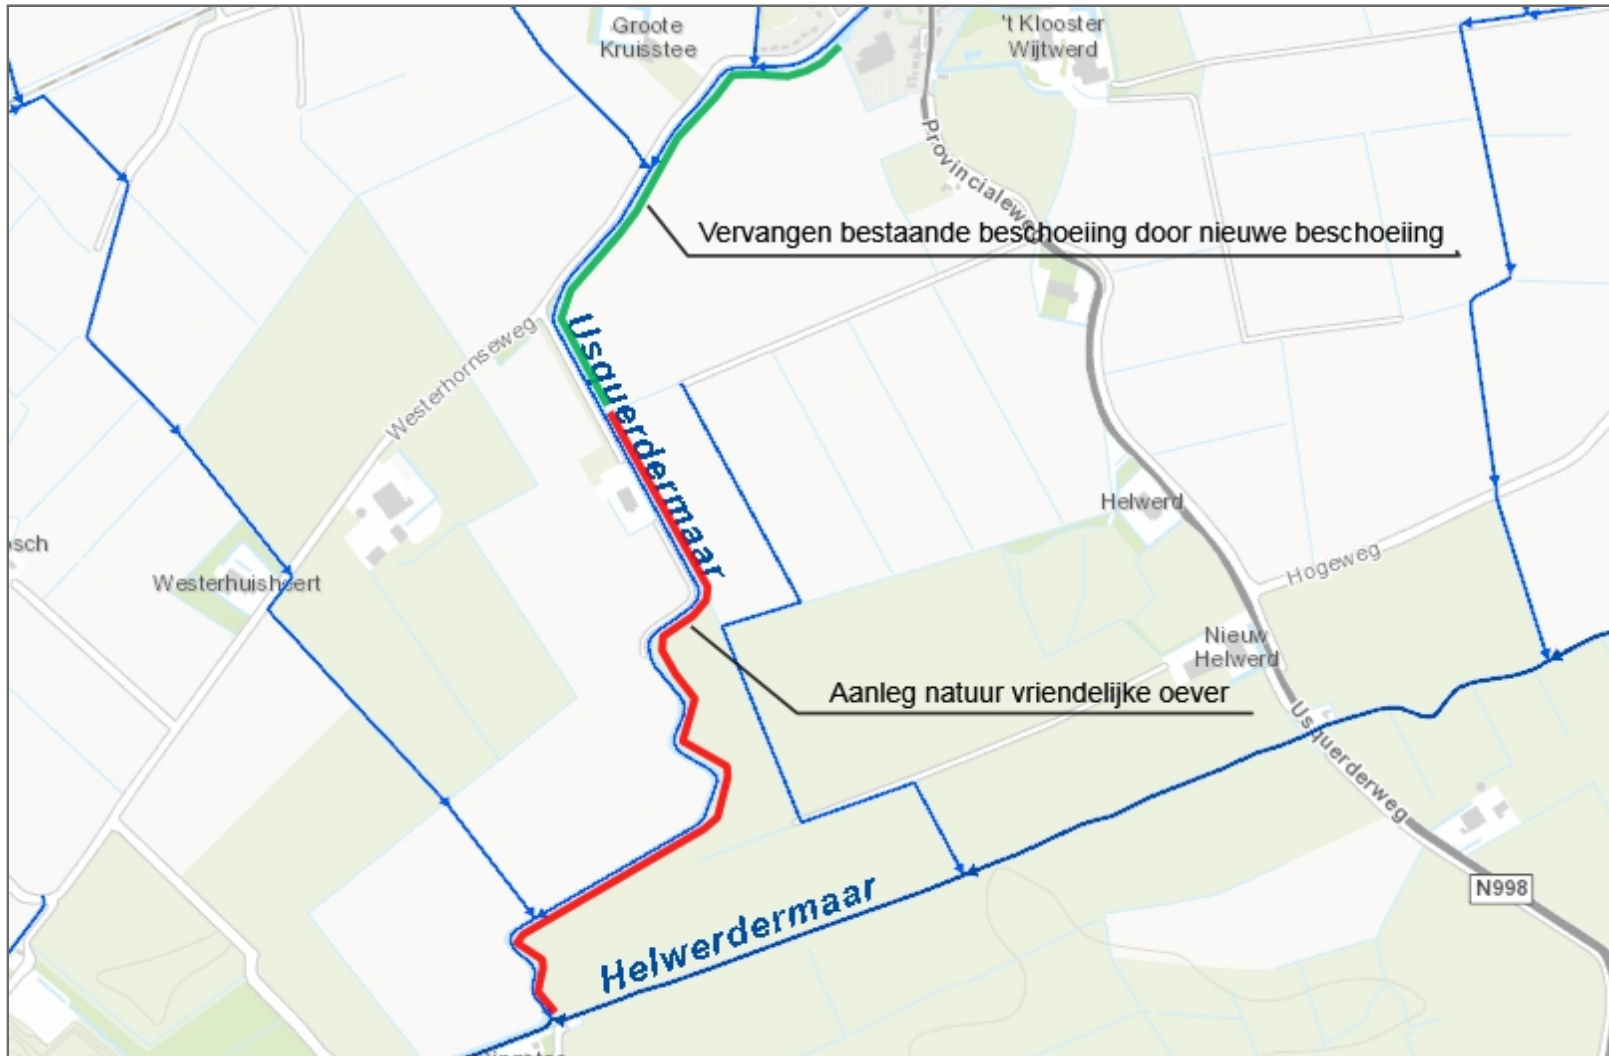 Groote
Kruisstee
't Klooster
Wijtwerd
Provincialeweg
Vervangen bestaande beschoeiing door nieuwe beschoeiing
Westerhornseweg
Usquerdermaar
Helwerd
Westerhuisheert
Hogeweg
Nieuw
Helwerd
Aanleg natuur vriendelijke oever
Usquerderweg
N998
Helwerdermaar